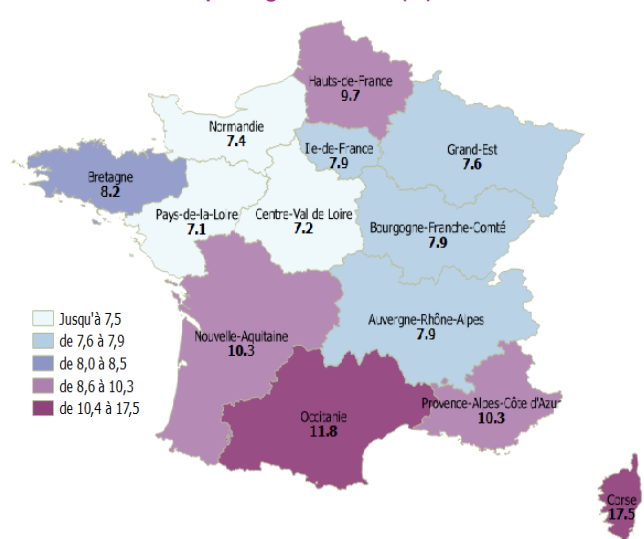 Hauts-de-France
9.7
Normandie
7.4
Ile-de-France
7.9
Grand-Est
7.6
Bretagne
8.2
Pays-de-la-Loire
7.1
Centre-Val de Loire
7.2
Bourgogne-Franche-Comté
7.9
Auvergne-Rhône-Alpes
7.9
Nouvelle-Aquitaine
10.3
Jusqu'à 7,5
de 7,6 à 7,9
de 8,0 à 8,5
de 8,6 à 10,3
de 10,4 à 17,5
Occitanie
11.8
Provence-Alpes-Côte d'Azur
10.3
Corse
17.5